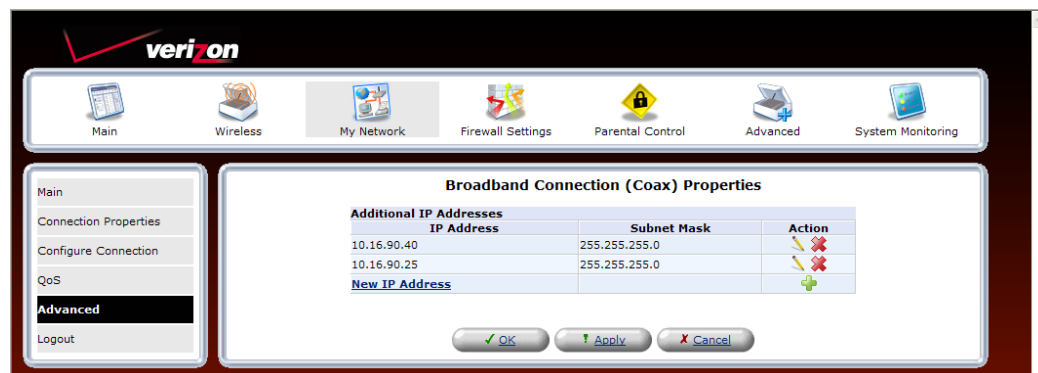 verizon
Main Wireless My Network Firewall Settings Parental Control Advanced System Monitoring
Main
Connection Properties
Configure Connection
QoS
Advanced
Logout
Broadband Connection (Coax) Properties
Additional IP Addresses
IP Address Subnet Mask Action
10.16.90.40 255.255.255.0
10.16.90.25 255.255.255.0
New IP Address
OK Apply Cancel